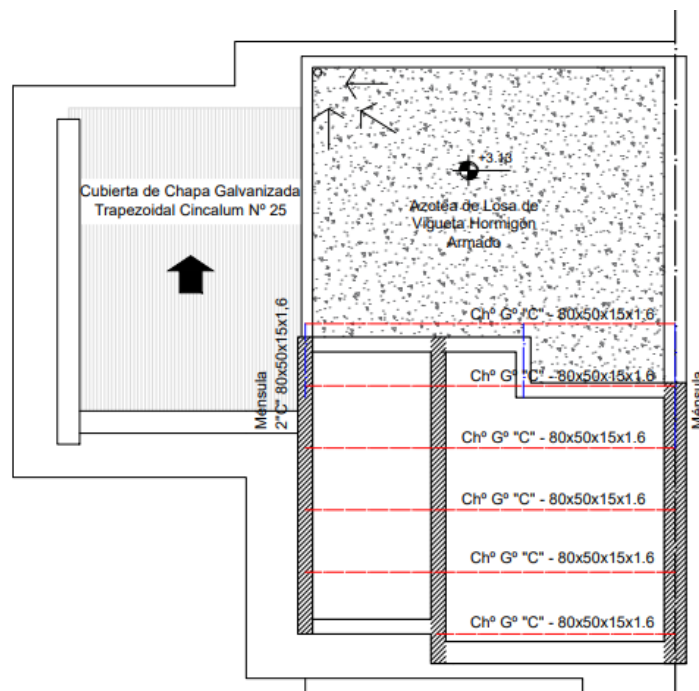 +3.13
Cubierta de Chapa Galvanizada
Trapezoidal Cincalum Nº 25
Azotea de Losa de
Vigueta Hormigón
Armado
Chº Gº "C" - 80x50x15x1.6
Ménsula
2"C" 80x50x15x1.6
Chº Gº "C" - 80x50x15x1.6
Ménsula
Chº Gº "C" - 80x50x15x1.6
Chº Gº "C" - 80x50x15x1.6
Chº Gº "C" - 80x50x15x1.6
Chº Gº "C" - 80x50x15x1.6